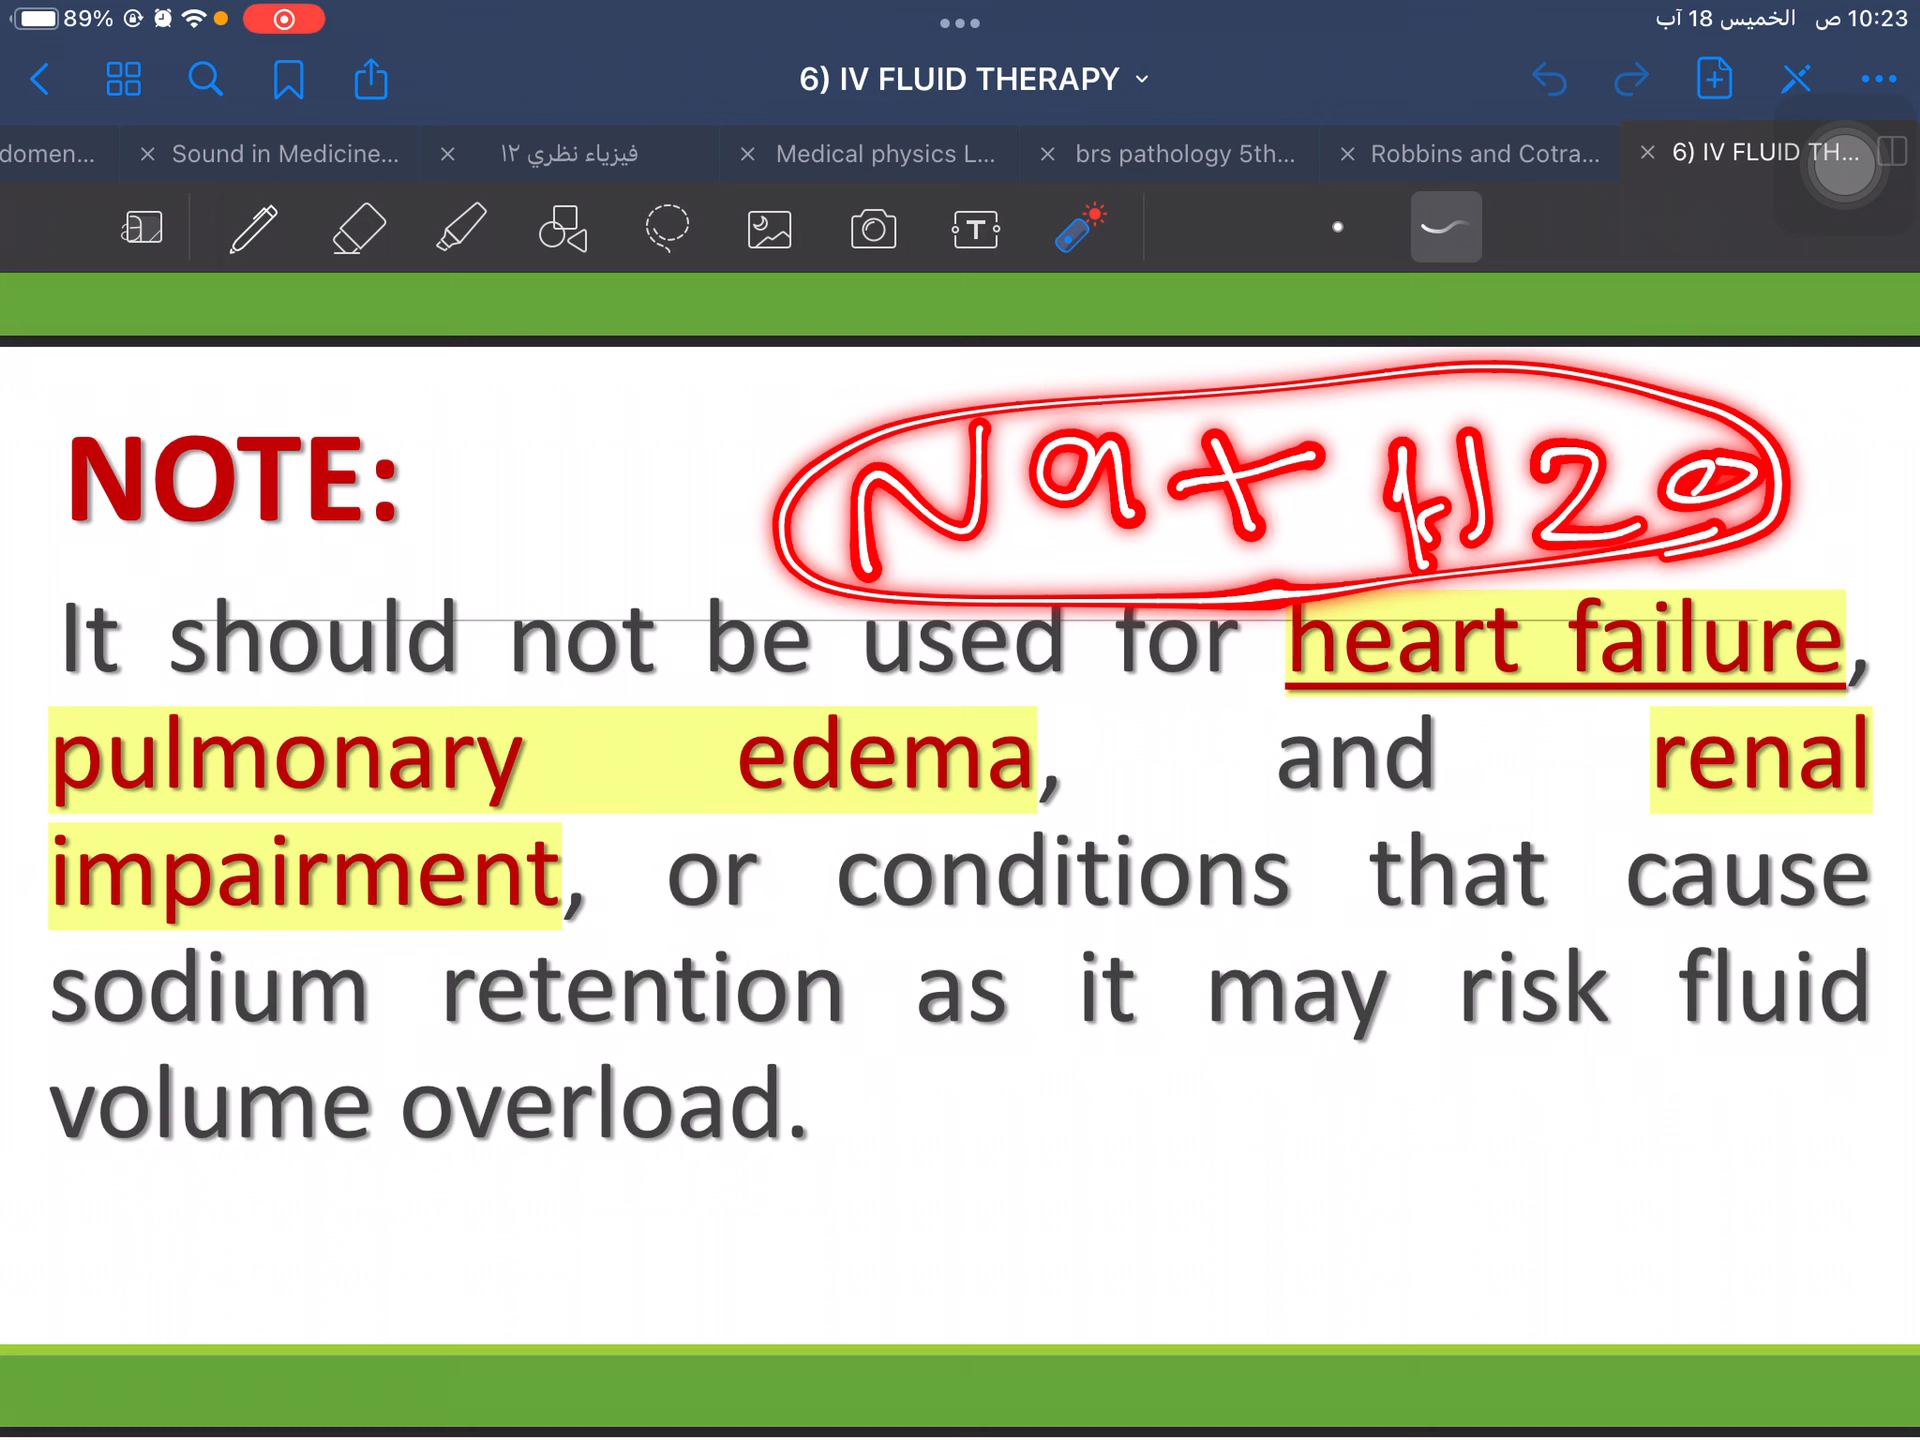 89% 10:23 ص الخميس 18 آب
6) IV FLUID THERAPY
domen... Sound in Medicine... فيزياء نظري ١٢ Medical physics L... brs pathology 5th... Robbins and Cotra... 6) IV FLUID TH...
NOTE:
Na + H2O
It should not be used for heart failure,
pulmonary edema, and renal
impairment, or conditions that cause
sodium retention as it may risk fluid
volume overload.